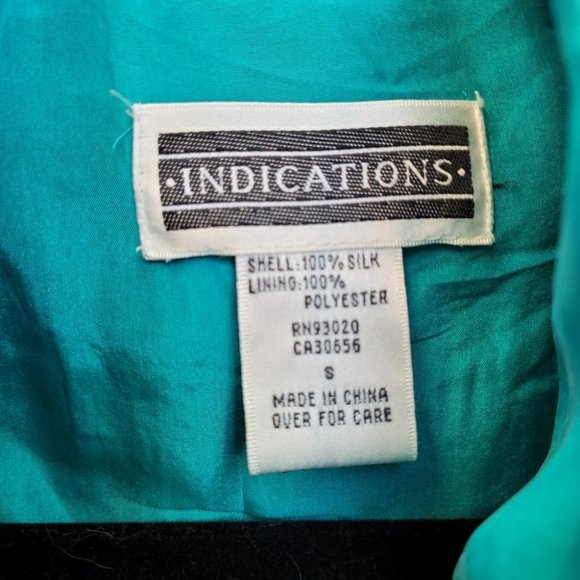 ·INDICATIONS·
SHELL:100% SILK
LINING:100%
POLYESTER
RN93020
CA30656
S
MADE IN CHINA
OVER FOR CARE